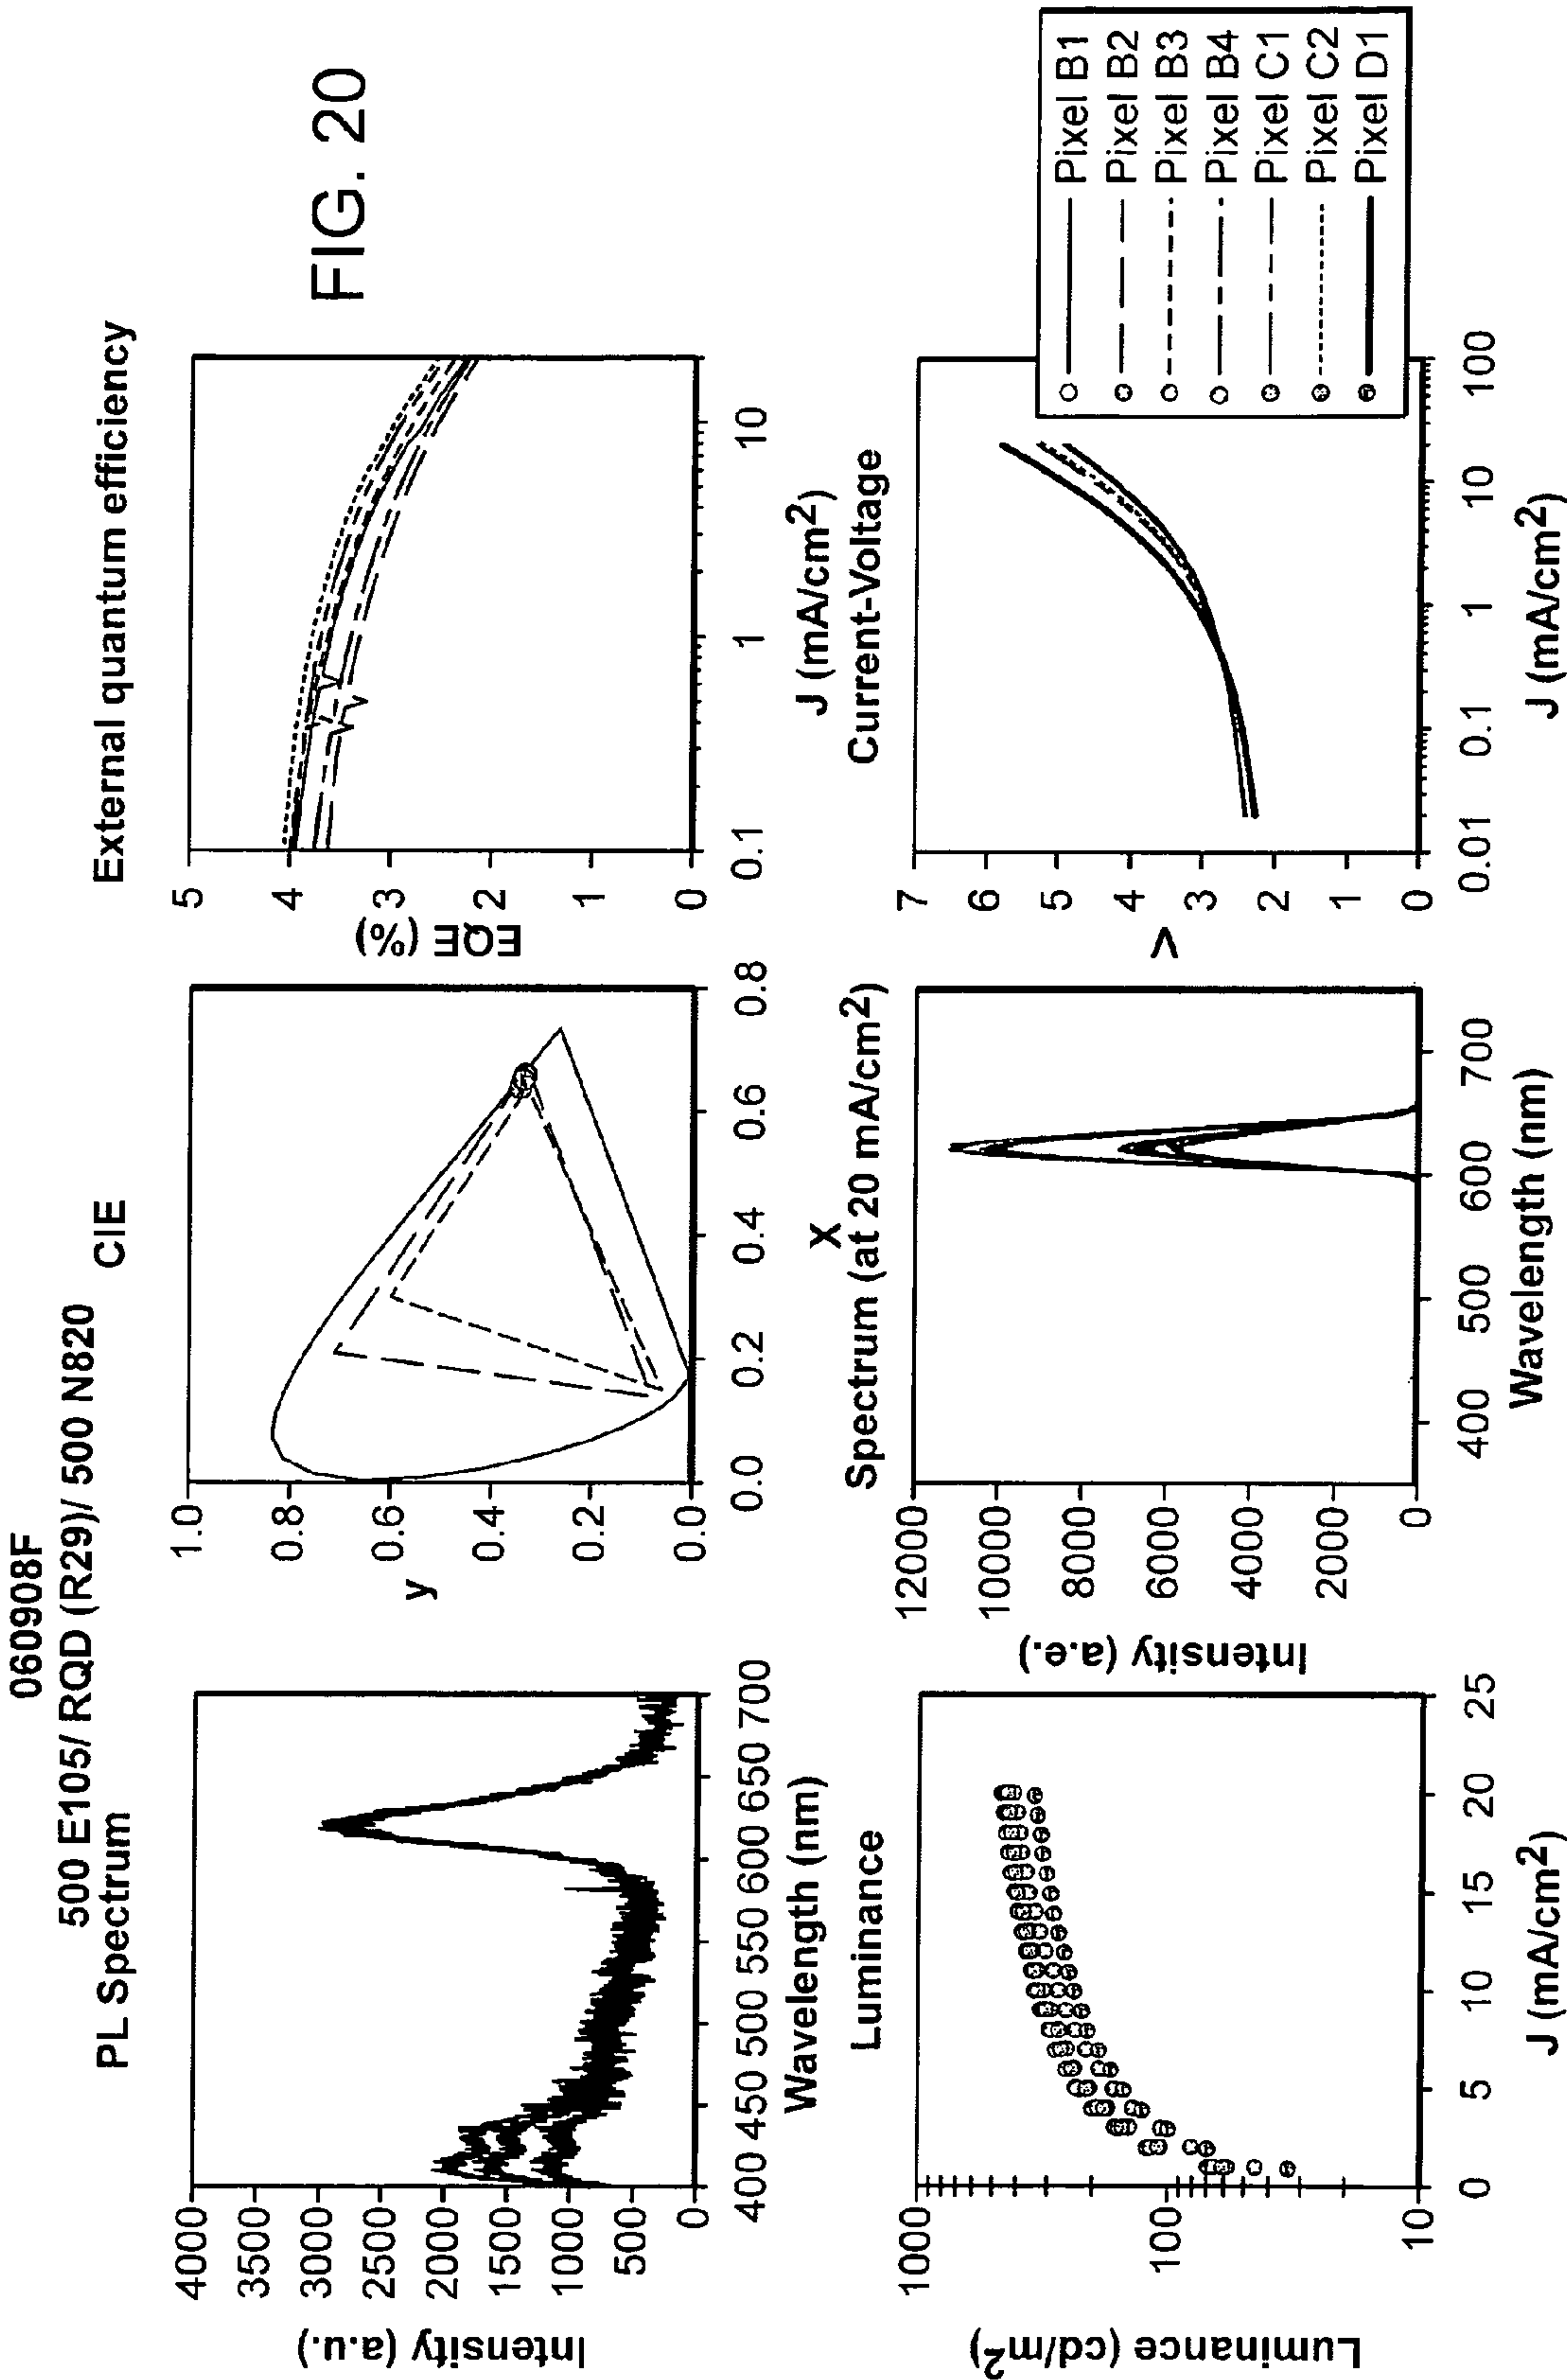 060908F
500 E105/ RQD (R29)/ 500 N820
PL Spectrum
4000
3500
3000
2500
2000
1500
1000
500
0
Intensity (a.u.)
400 450 500 550 600 650 700
Wavelength (nm)
CIE
1.0
0.8
0.6
0.4
0.2
0.0
y
0.0 0.2 0.4 0.6 0.8
X
External quantum efficiency
5
4
3
2
1
0
EQE (%)
0.1 1 10
J (mA/cm2)
FIG. 20
Luminance
1000
100
10
Luminance (cd/m2)
0 5 10 15 20 25
J (mA/cm2)
Spectrum (at 20 mA/cm2)
12000
10000
8000
6000
4000
2000
0
Intensity (a.e.)
400 500 600 700
Wavelength (nm)
Current-Voltage
7
6
5
4
3
2
1
0
V
0.01 0.1 1 10 100
J (mA/cm2)
Pixel B1
Pixel B2
Pixel B3
Pixel B4
Pixel C1
Pixel C2
Pixel D1